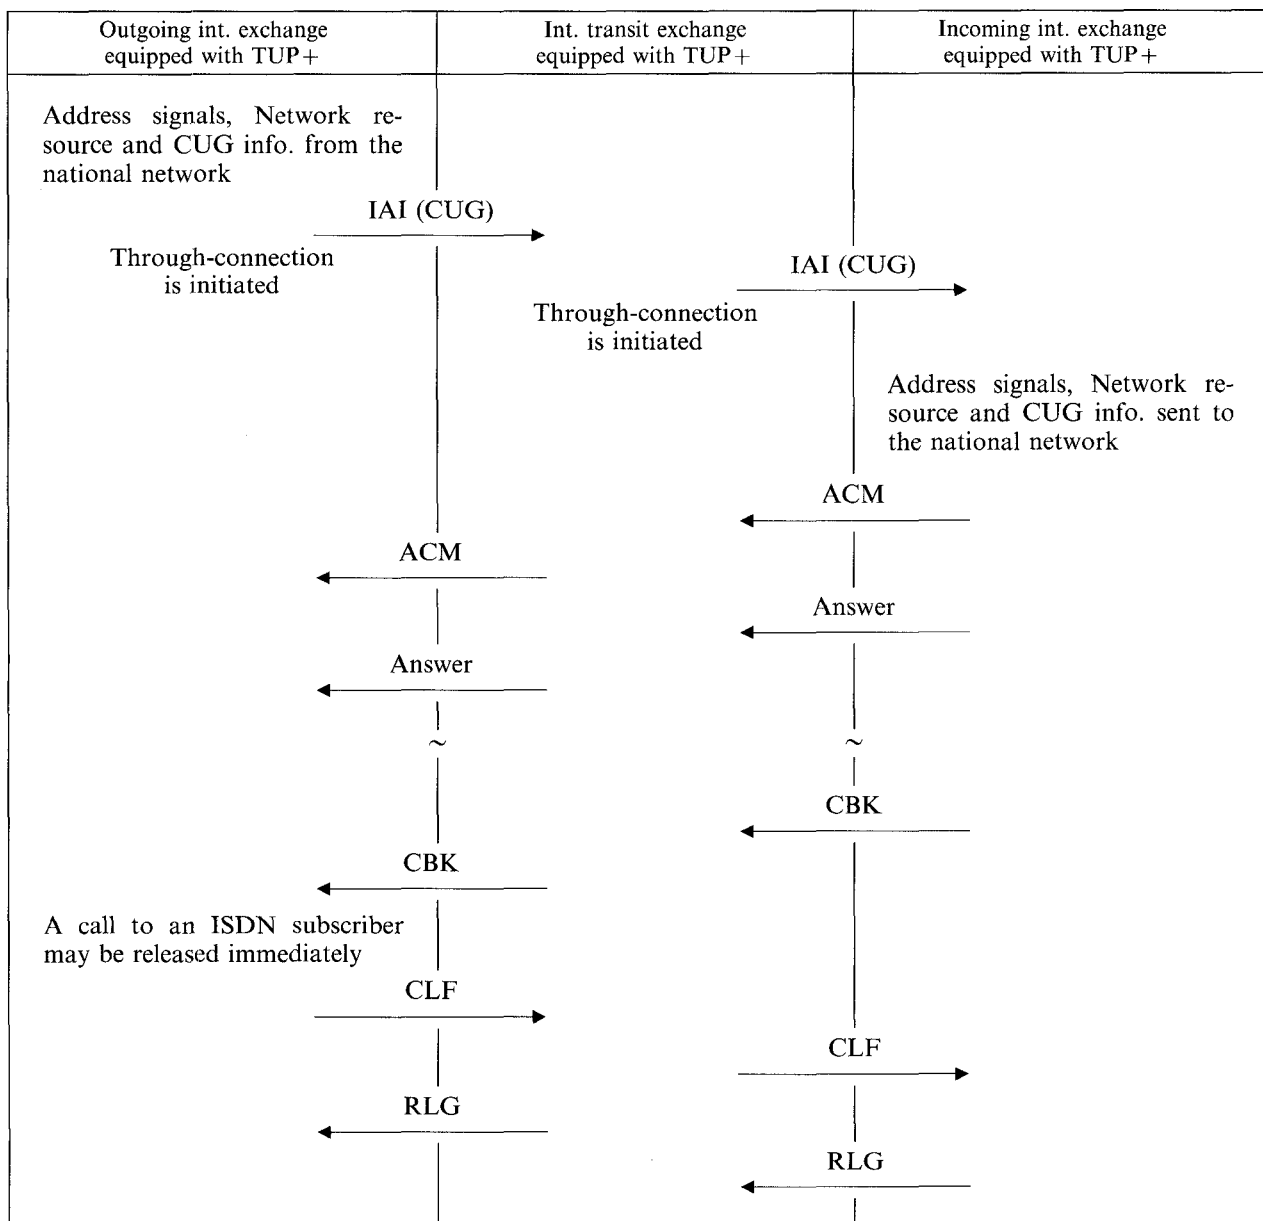 Outgoing int. exchange
equipped with TUP+
Int. transit exchange
equipped with TUP+
Incoming int. exchange
equipped with TUP+
Address signals, Network re-
source and CUG info. from the
national network
IAI (CUG)
Through-connection
is initiated
IAI (CUG)
Through-connection
is initiated
Address signals, Network re-
source and CUG info. sent to
the national network
ACM
ACM
Answer
Answer
~
~
CBK
CBK
A call to an ISDN subscriber
may be released immediately
CLF
CLF
RLG
RLG